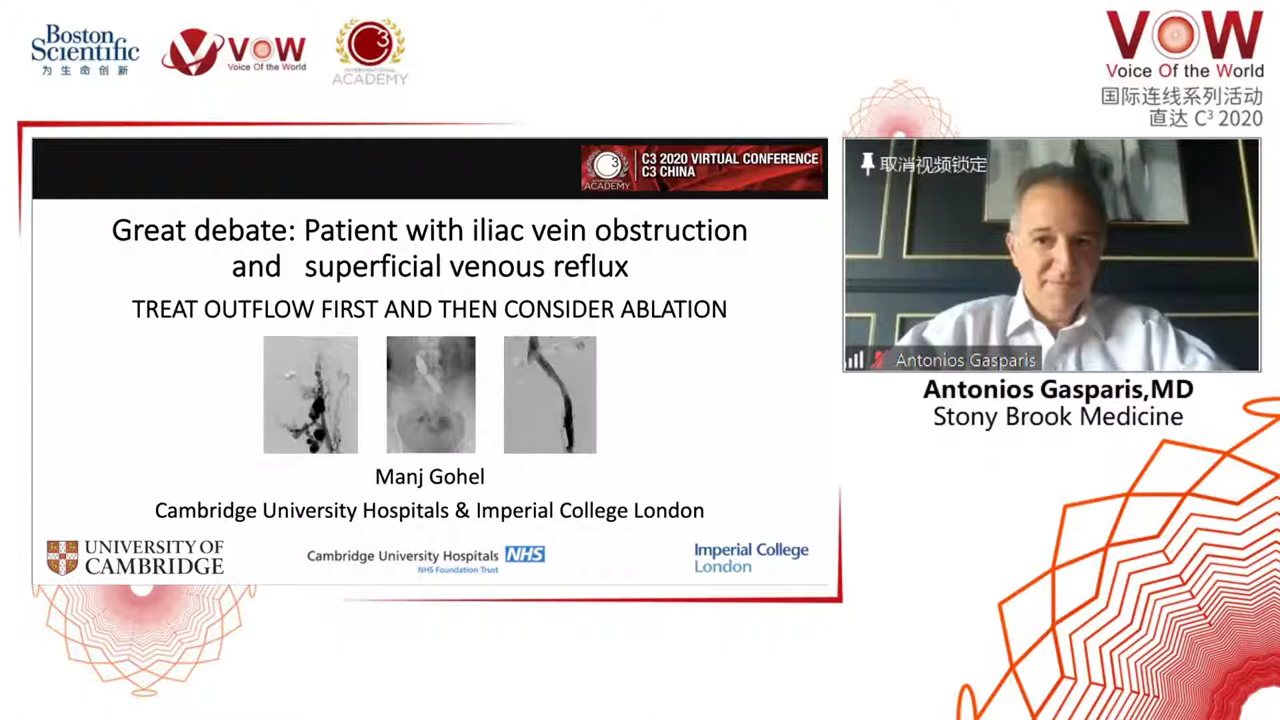 Boston
Scientific
为生命创新
VOW
Voice Of the World
C3
ACADEMY
VOW
Voice Of the World
国际连线系列活动
直达 C³ 2020
ACADEMY
C3 2020 VIRTUAL CONFERENCE
C3 CHINA
Great debate: Patient with iliac vein obstruction
and superficial venous reflux
TREAT OUTFLOW FIRST AND THEN CONSIDER ABLATION
Manj Gohel
Cambridge University Hospitals & Imperial College London
UNIVERSITY OF
CAMBRIDGE
Cambridge University Hospitals NHS
NHS Foundation Trust
Imperial College
London
取消视频锁定
Antonios Gasparis
Antonios Gasparis,MD
Stony Brook Medicine